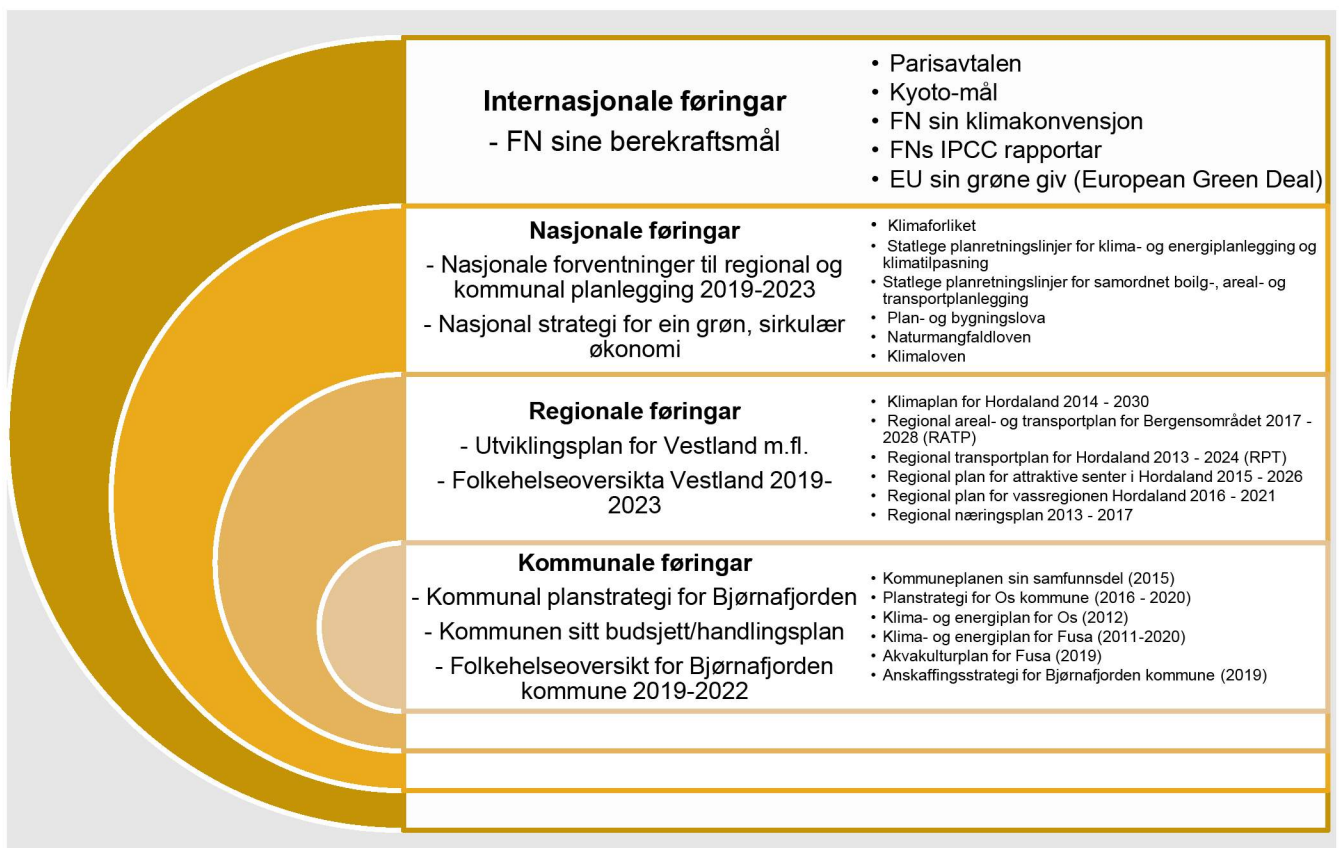 Internasjonale føringar
- FN sine berekraftsmål
• Parisavtalen
• Kyoto-mål
• FN sin klimakonvensjon
• FNs IPCC rapportar
• EU sin grøne giv (European Green Deal)
Nasjonale føringar
- Nasjonale forventninger til regional og
kommunal planlegging 2019-2023
- Nasjonal strategi for ein grøn, sirkulær
økonomi
• Klimaforliket
• Statlege planretningslinjer for klima- og energiplanlegging og
klimatilpasning
• Statlege planretningslinjer for samordnet boilg-, areal- og
transportplanlegging
• Plan- og bygningslova
• Naturmangfaldloven
• Klimaloven
Regionale føringar
- Utviklingsplan for Vestland m.fl.
- Folkehelseoversikta Vestland 2019-
2023
• Klimaplan for Hordaland 2014 - 2030
• Regional areal- og transportplan for Bergensområdet 2017 -
2028 (RATP)
• Regional transportplan for Hordaland 2013 - 2024 (RPT)
• Regional plan for attraktive senter i Hordaland 2015 - 2026
• Regional plan for vassregionen Hordaland 2016 - 2021
• Regional næringsplan 2013 - 2017
Kommunale føringar
- Kommunal planstrategi for Bjørnafjorden
- Kommunen sitt budsjett/handlingsplan
- Folkehelseoversikt for Bjørnafjorden
kommune 2019-2022
• Kommuneplanen sin samfunnsdel (2015)
• Planstrategi for Os kommune (2016 - 2020)
• Klima- og energiplan for Os (2012)
• Klima- og energiplan for Fusa (2011-2020)
• Akvakulturplan for Fusa (2019)
• Anskaffingsstrategi for Bjørnafjorden kommune (2019)